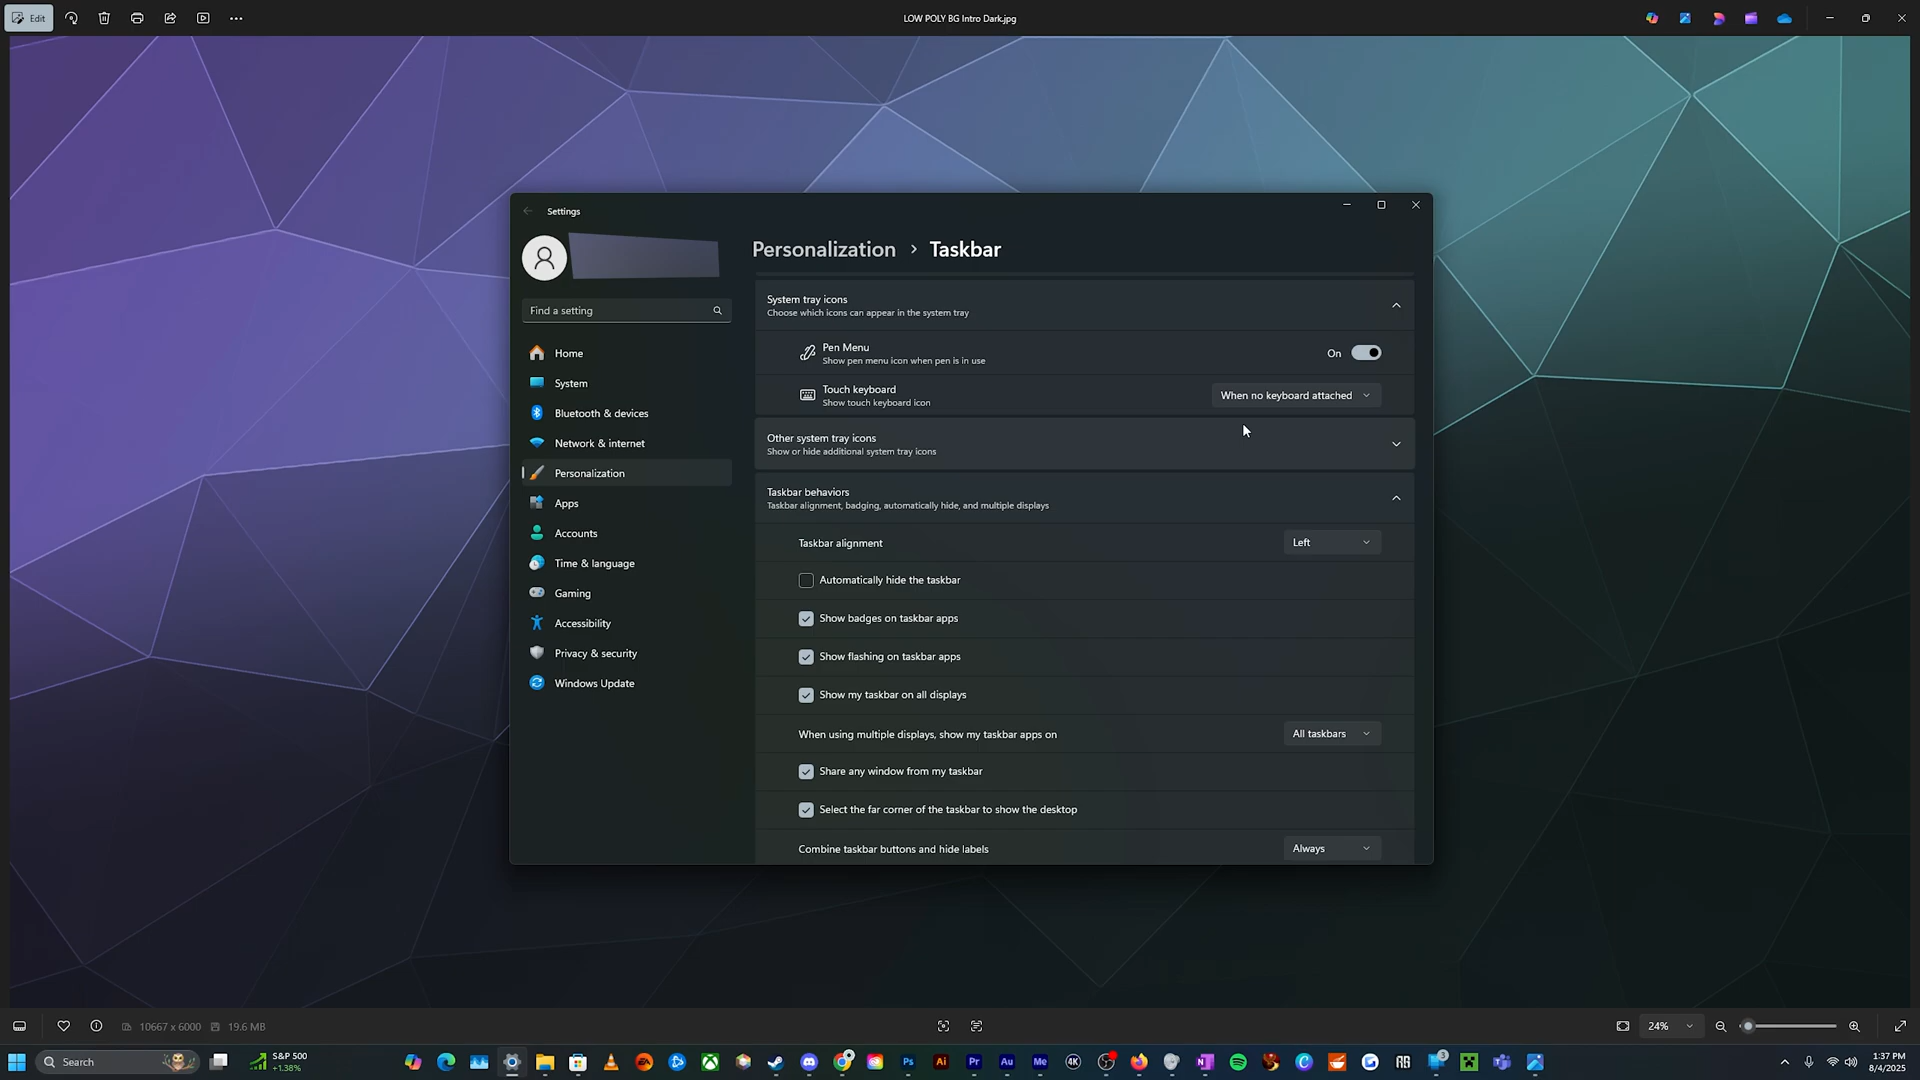 Edit
LOW POLY BG Intro Dark.jpg
Settings
Find a setting
Home
System
Bluetooth & devices
Network & internet
Personalization
Apps
Accounts
Time & language
Gaming
Accessibility
Privacy & security
Windows Update
Personalization > Taskbar
System tray icons
Choose which icons can appear in the system tray
Pen Menu
Show pen menu icon when pen is in use
On
Touch keyboard
Show touch keyboard icon
When no keyboard attached
Other system tray icons
Show or hide additional system tray icons
Taskbar behaviors
Taskbar alignment, badging, automatically hide, and multiple displays
Taskbar alignment Left
Automatically hide the taskbar
Show badges on taskbar apps
Show flashing on taskbar apps
Show my taskbar on all displays
When using multiple displays, show my taskbar apps on All taskbars
Share any window from my taskbar
Select the far corner of the taskbar to show the desktop
Combine taskbar buttons and hide labels Always
10667 x 6000 19.6 MB
24%
Search
S&P 500
+1.38%
EA
Ps
Ai
Pr
Au
Me
4K
N
3
1:37 PM
8/4/2025